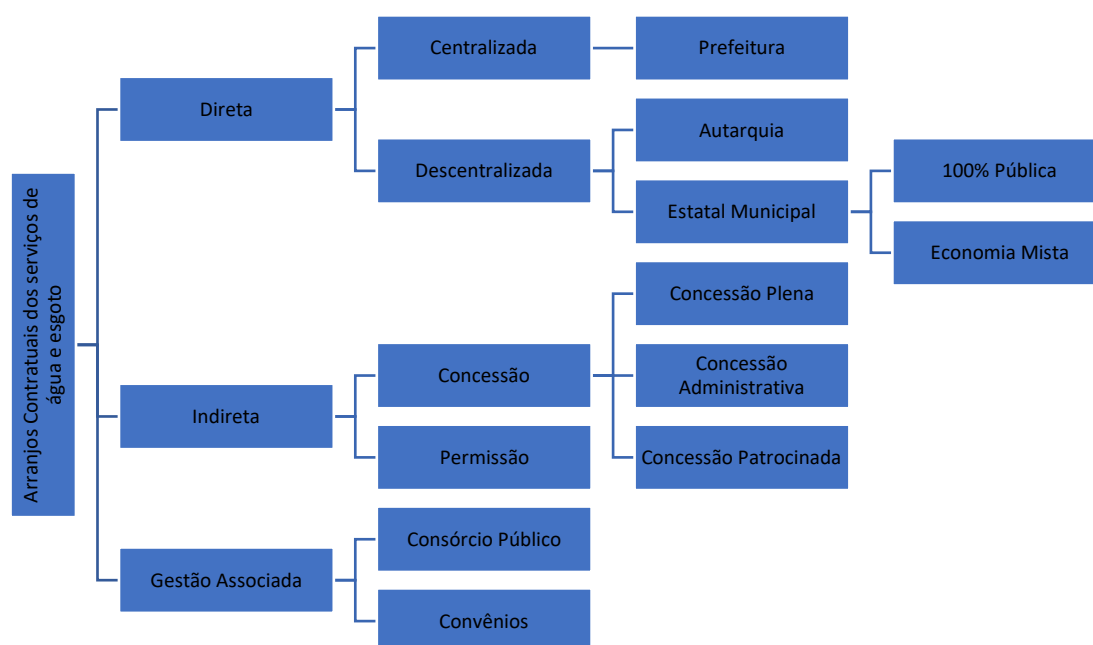 Arranjos Contratuais dos serviços de
água e esgoto
Direta
Centralizada
Prefeitura
Descentralizada
Autarquia
Estatal Municipal
100% Pública
Economia Mista
Indireta
Concessão
Concessão Plena
Concessão
Administrativa
Concessão Patrocinada
Permissão
Gestão Associada
Consórcio Público
Convênios